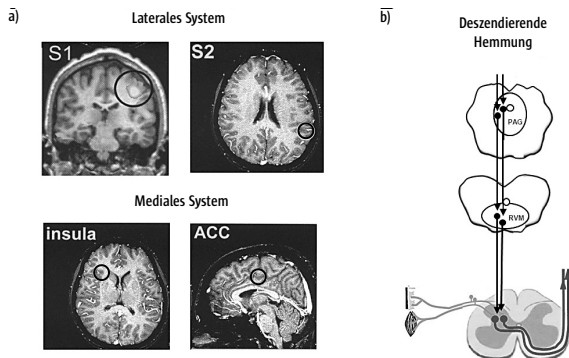 a)
Laterales System
S1
S2
Mediales System
insula
ACC
b)
Deszendierende
Hemmung
PAG
RVM